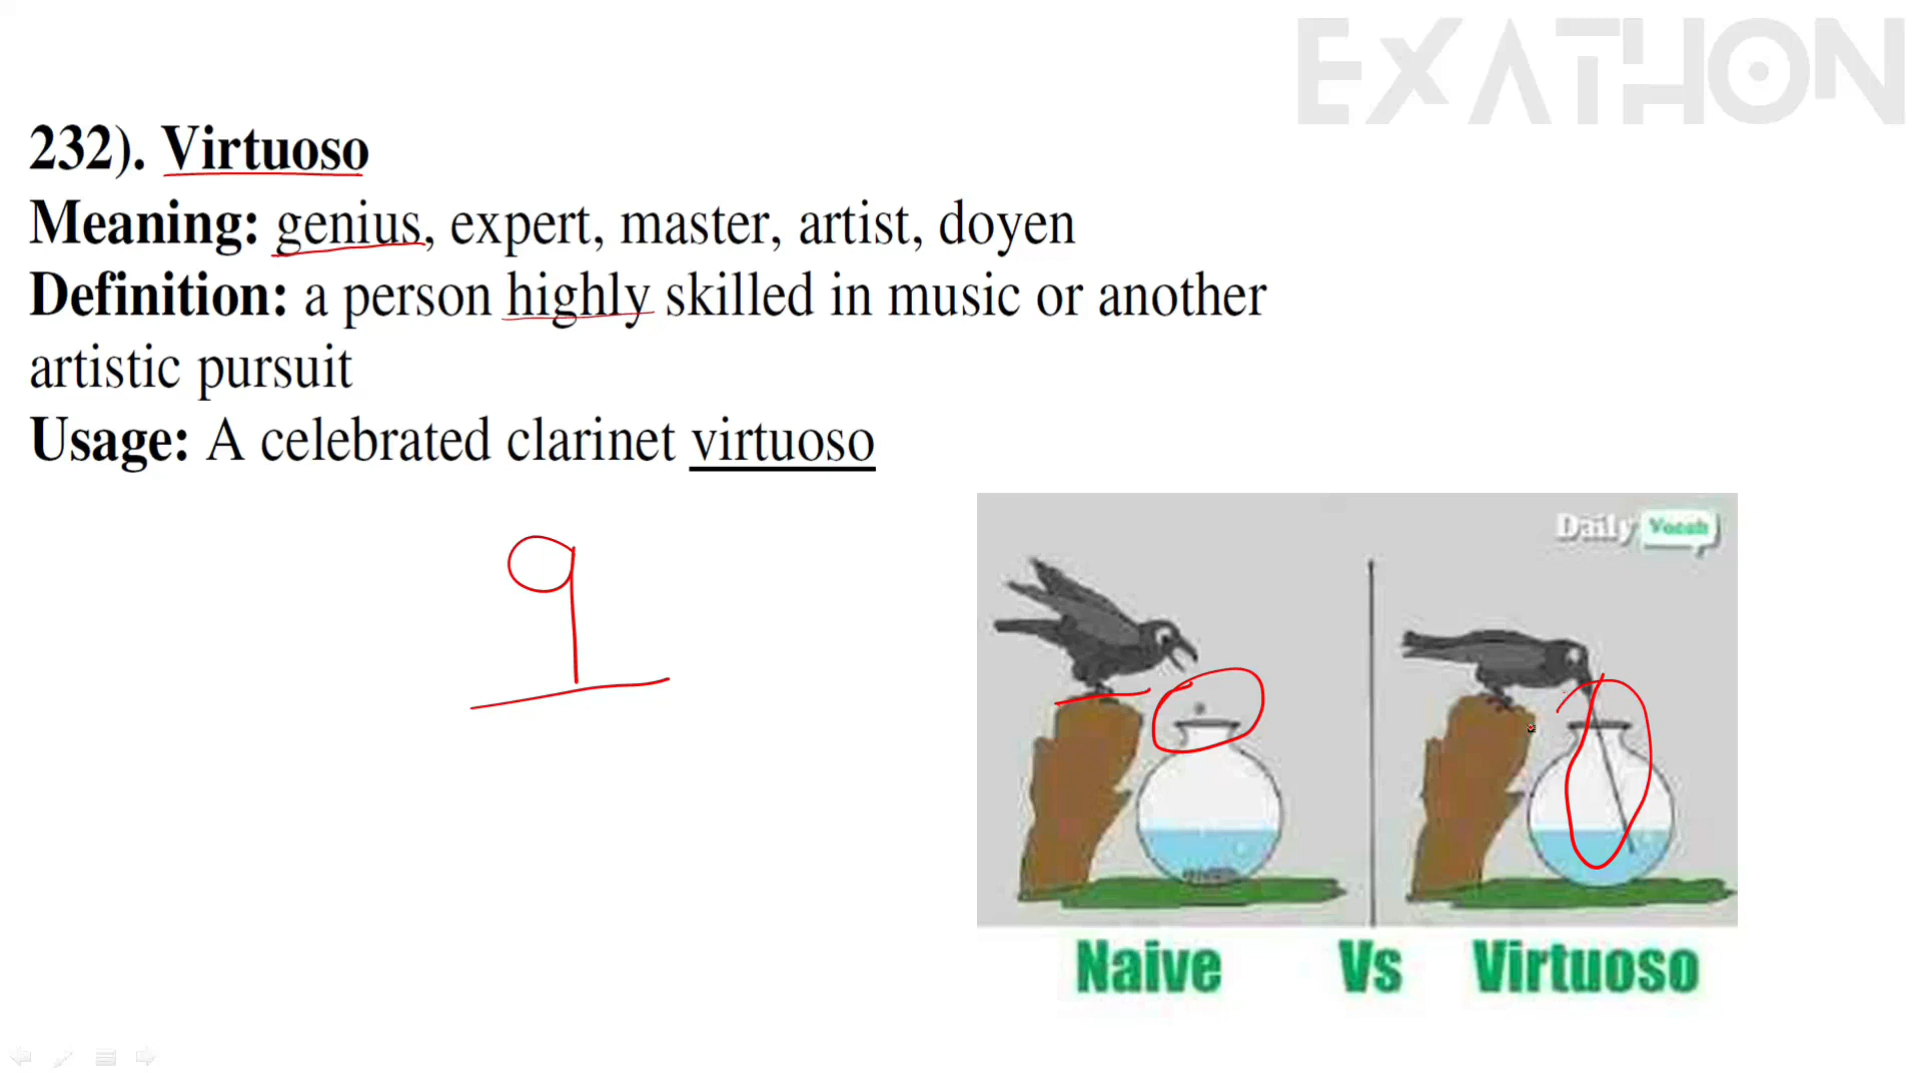 EXATHON
232). Virtuoso
Meaning: genius, expert, master, artist, doyen
Definition: a person highly skilled in music or another
artistic pursuit
Usage: A celebrated clarinet virtuoso
9
Daily Vocab
Naive Vs Virtuoso